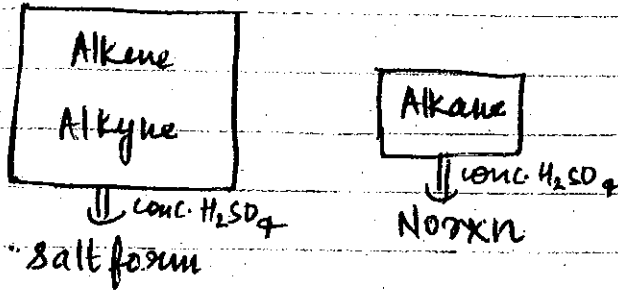 Alkene
Alkyne
conc. H₂SO₄
salt form
Alkane
conc. H₂SO₄
No rxn